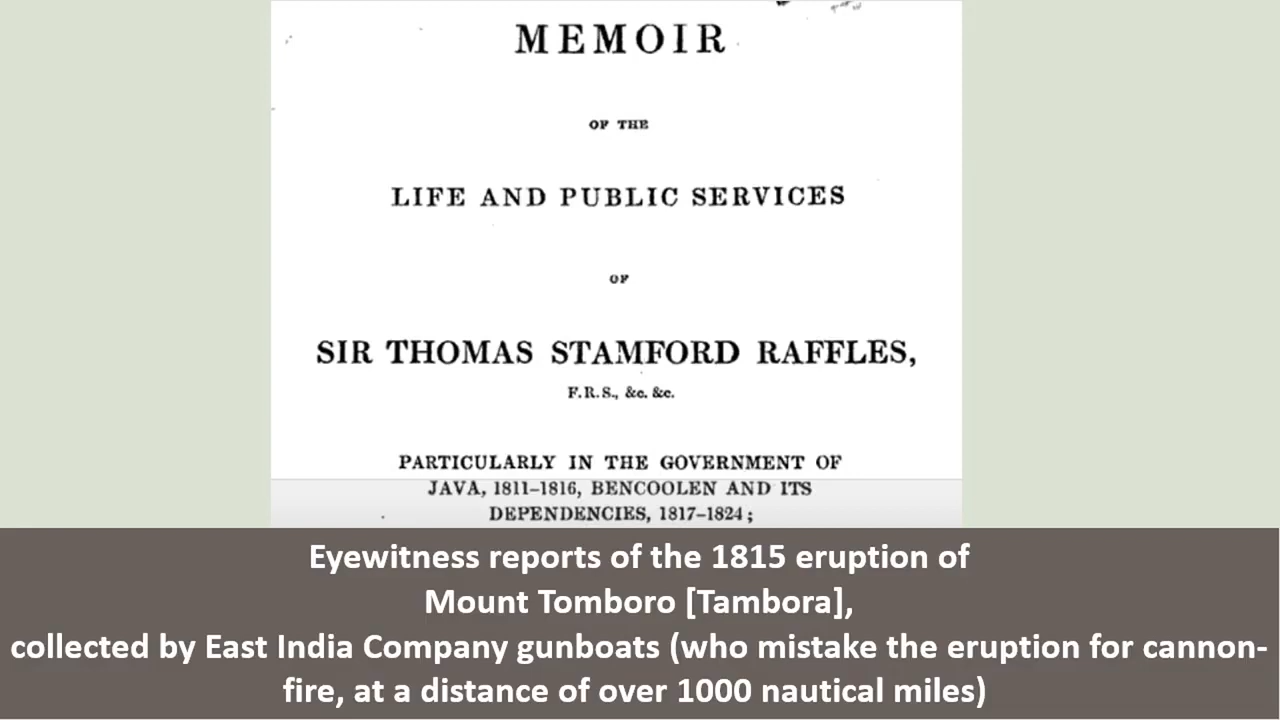 MEMOIR
OF THE
LIFE AND PUBLIC SERVICES
OF
SIR THOMAS STAMFORD RAFFLES,
F.R.S., &c. &c.
PARTICULARLY IN THE GOVERNMENT OF
JAVA, 1811–1816, BENCOOLEN AND ITS
DEPENDENCIES, 1817–1824;
Eyewitness reports of the 1815 eruption of
Mount Tomboro [Tambora],
collected by East India Company gunboats (who mistake the eruption for cannon-
fire, at a distance of over 1000 nautical miles)